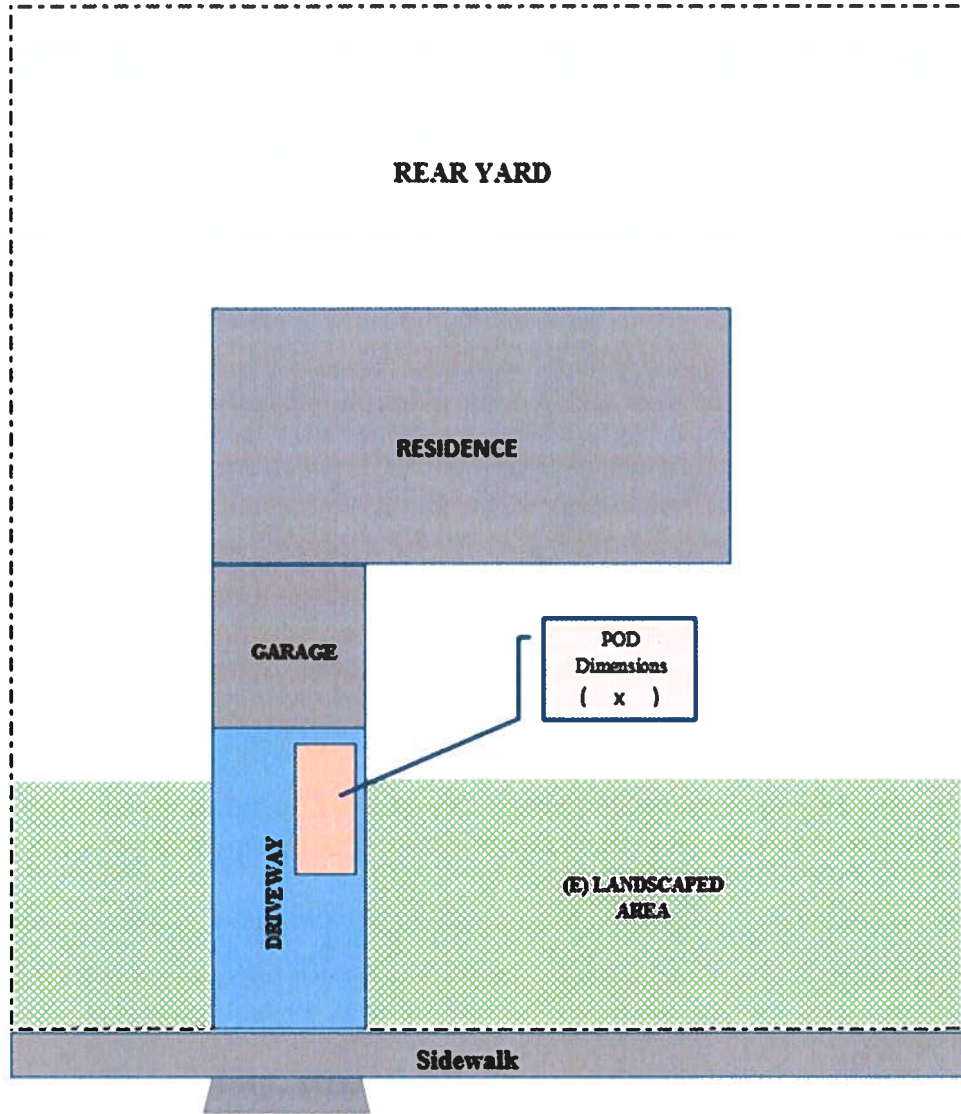 REAR YARD
RESIDENCE
GARAGE
POD
Dimensions
( x )
DRIVEWAY
(E) LANDSCAPED
AREA
Sidewalk